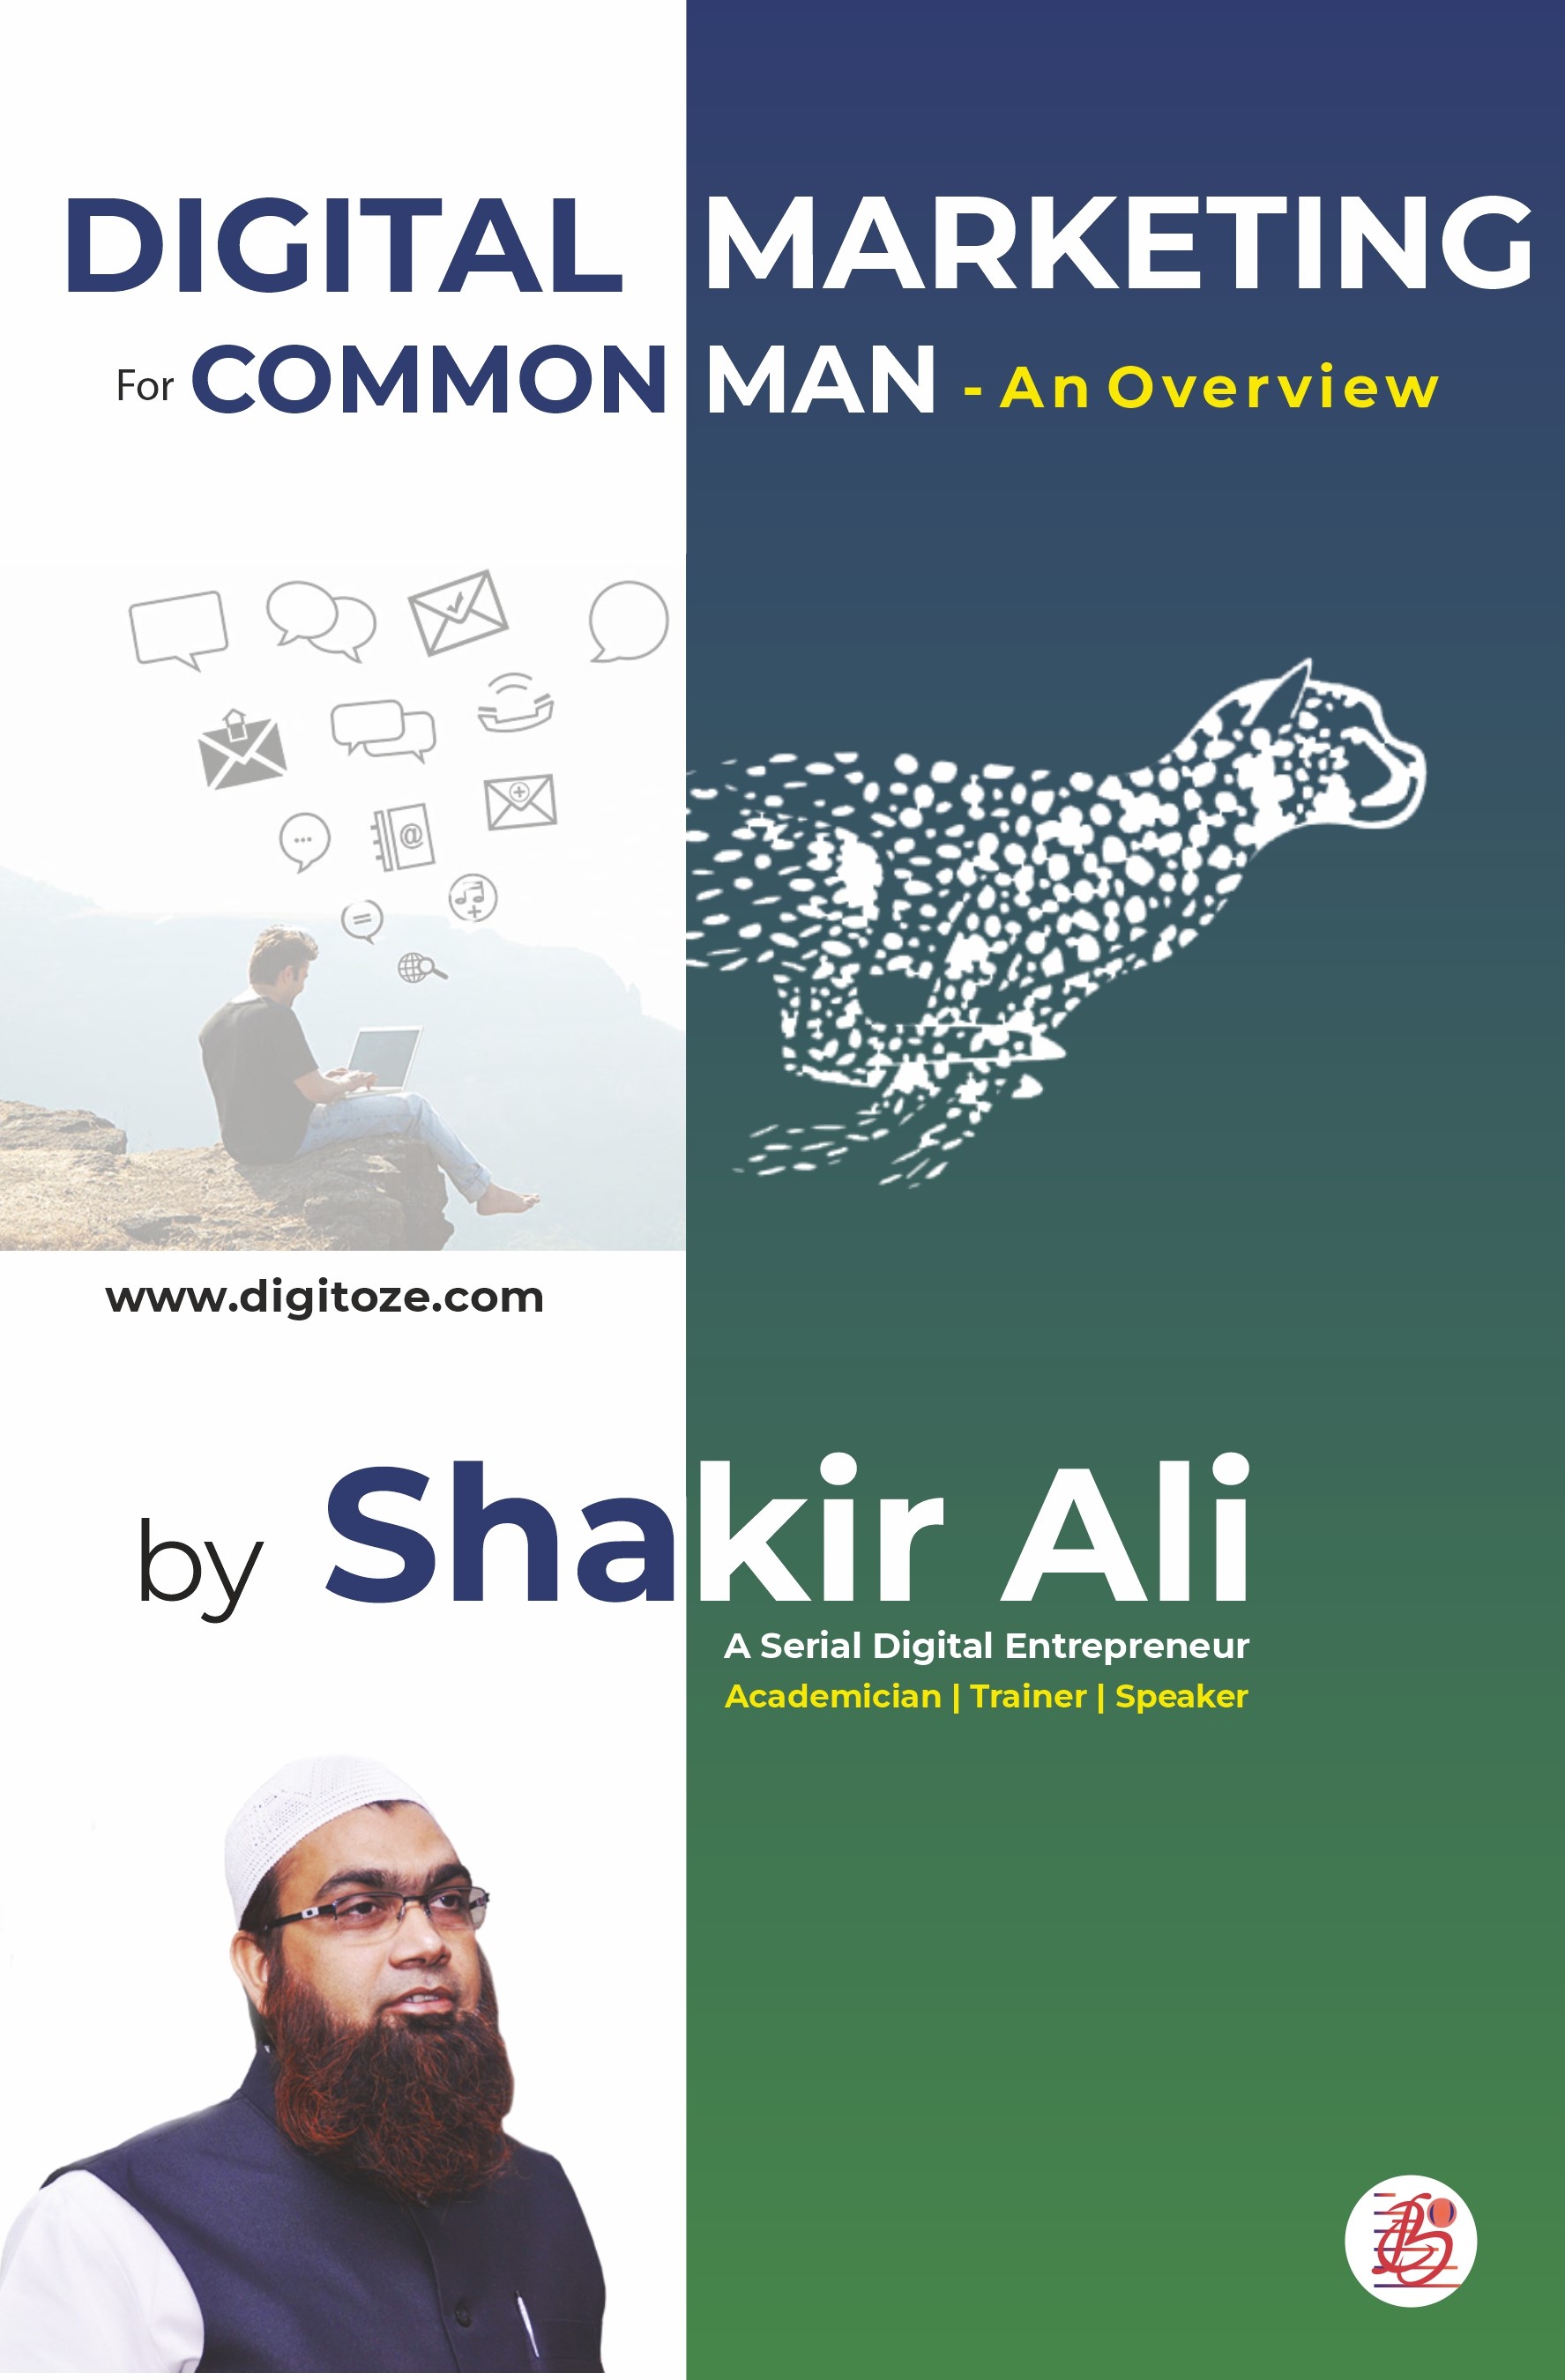 DIGITAL MARKETING
For COMMON MAN - An Overview
www.digitoze.com
by Shakir Ali
A Serial Digital Entrepreneur
Academician | Trainer | Speaker